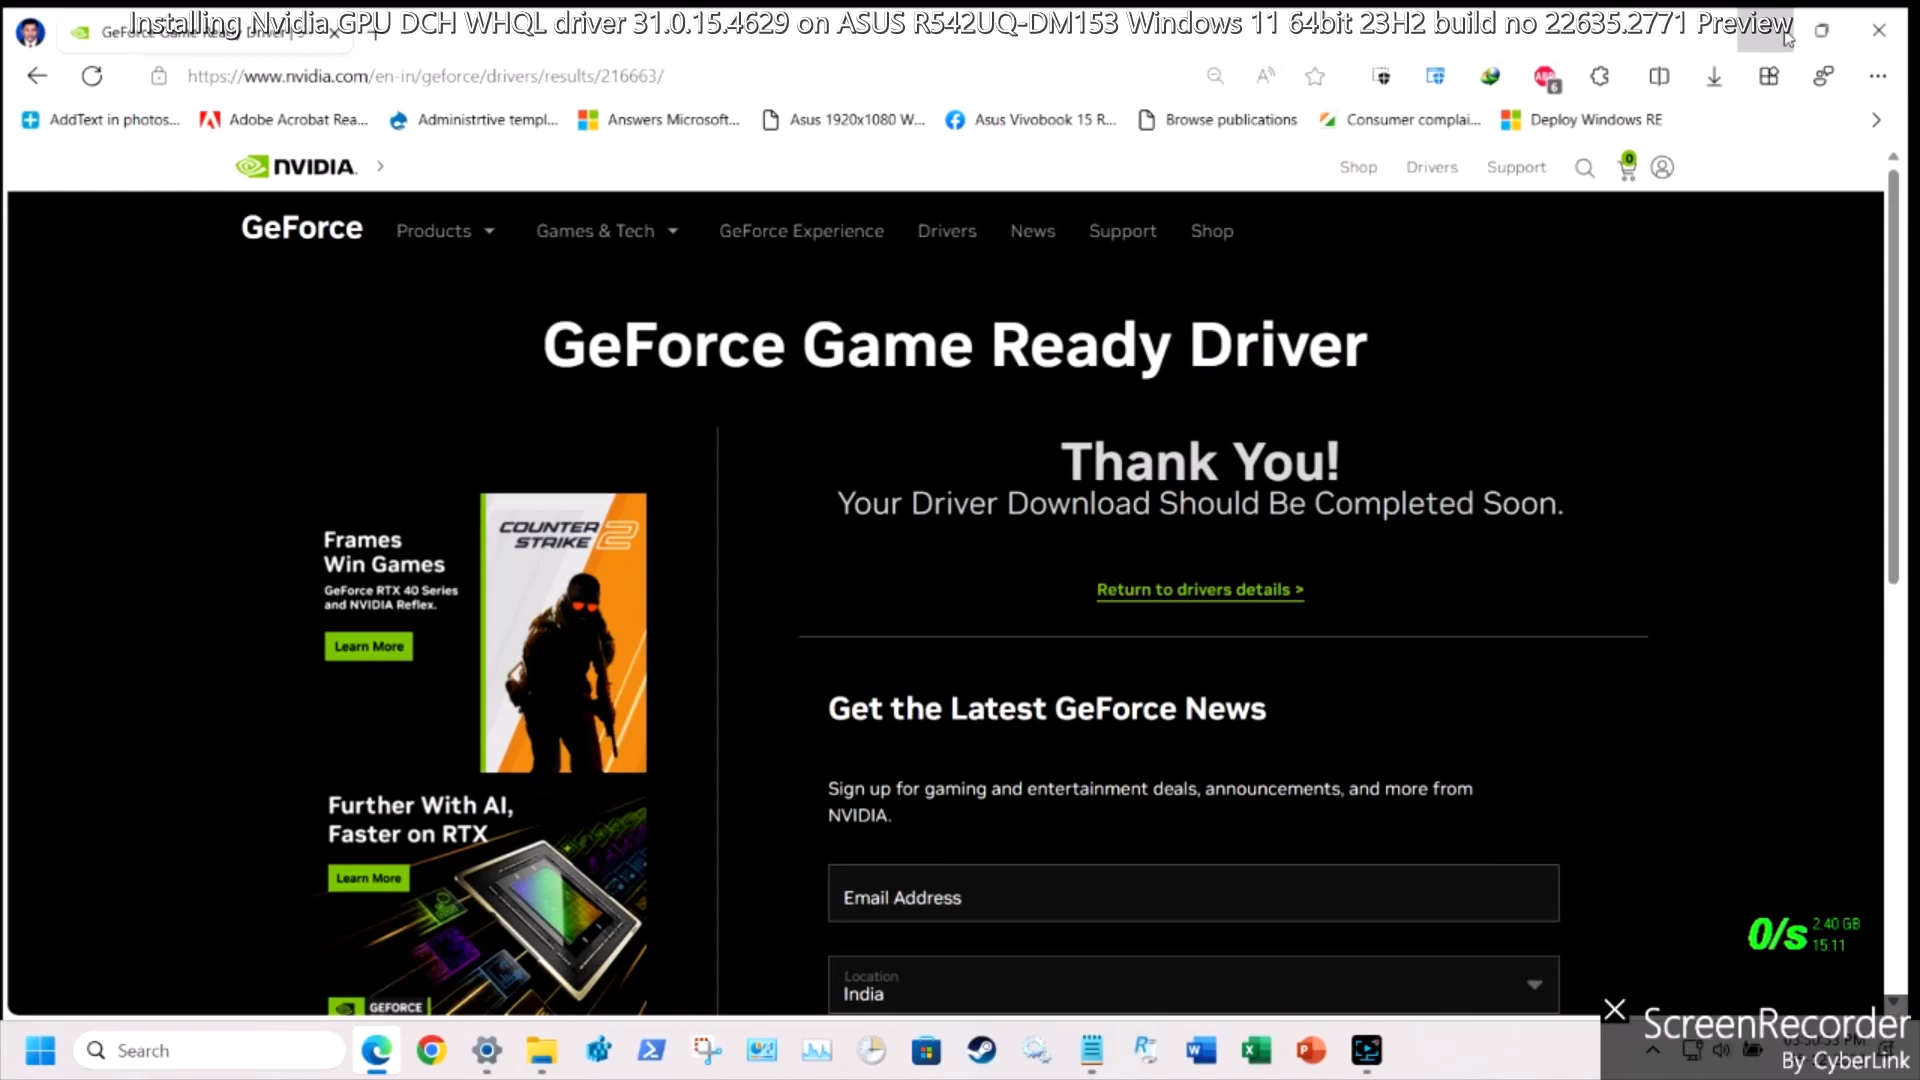 Installing Nvidia GPU DCH WHQL driver 31.0.15.4629 on ASUS R542UQ-DM153 Windows 11 64bit 23H2 build no 22635.2771 Preview
https://www.nvidia.com/en-in/geforce/drivers/results/216663/
6
AddText in photos... Adobe Acrobat Rea... Administrtive templ... Answers Microsoft... Asus 1920x1080 W... Asus Vivobook 15 R... Browse publications Consumer complai... Deploy Windows RE
NVIDIA. Shop Drivers Support 0
GeForce Products Games & Tech GeForce Experience Drivers News Support Shop
GeForce Game Ready Driver
Thank You!
Your Driver Download Should Be Completed Soon.
Return to drivers details >
Frames
Win Games
GeForce RTX 40 Series
and NVIDIA Reflex.
Learn More
COUNTER
STRIKE 2
Further With AI,
Faster on RTX
Learn More
GEFORCE
Get the Latest GeForce News
Sign up for gaming and entertainment deals, announcements, and more from
NVIDIA.
Email Address
Location
India
0/s 2.40 GB
15:11
Search
ScreenRecorder
By CyberLink